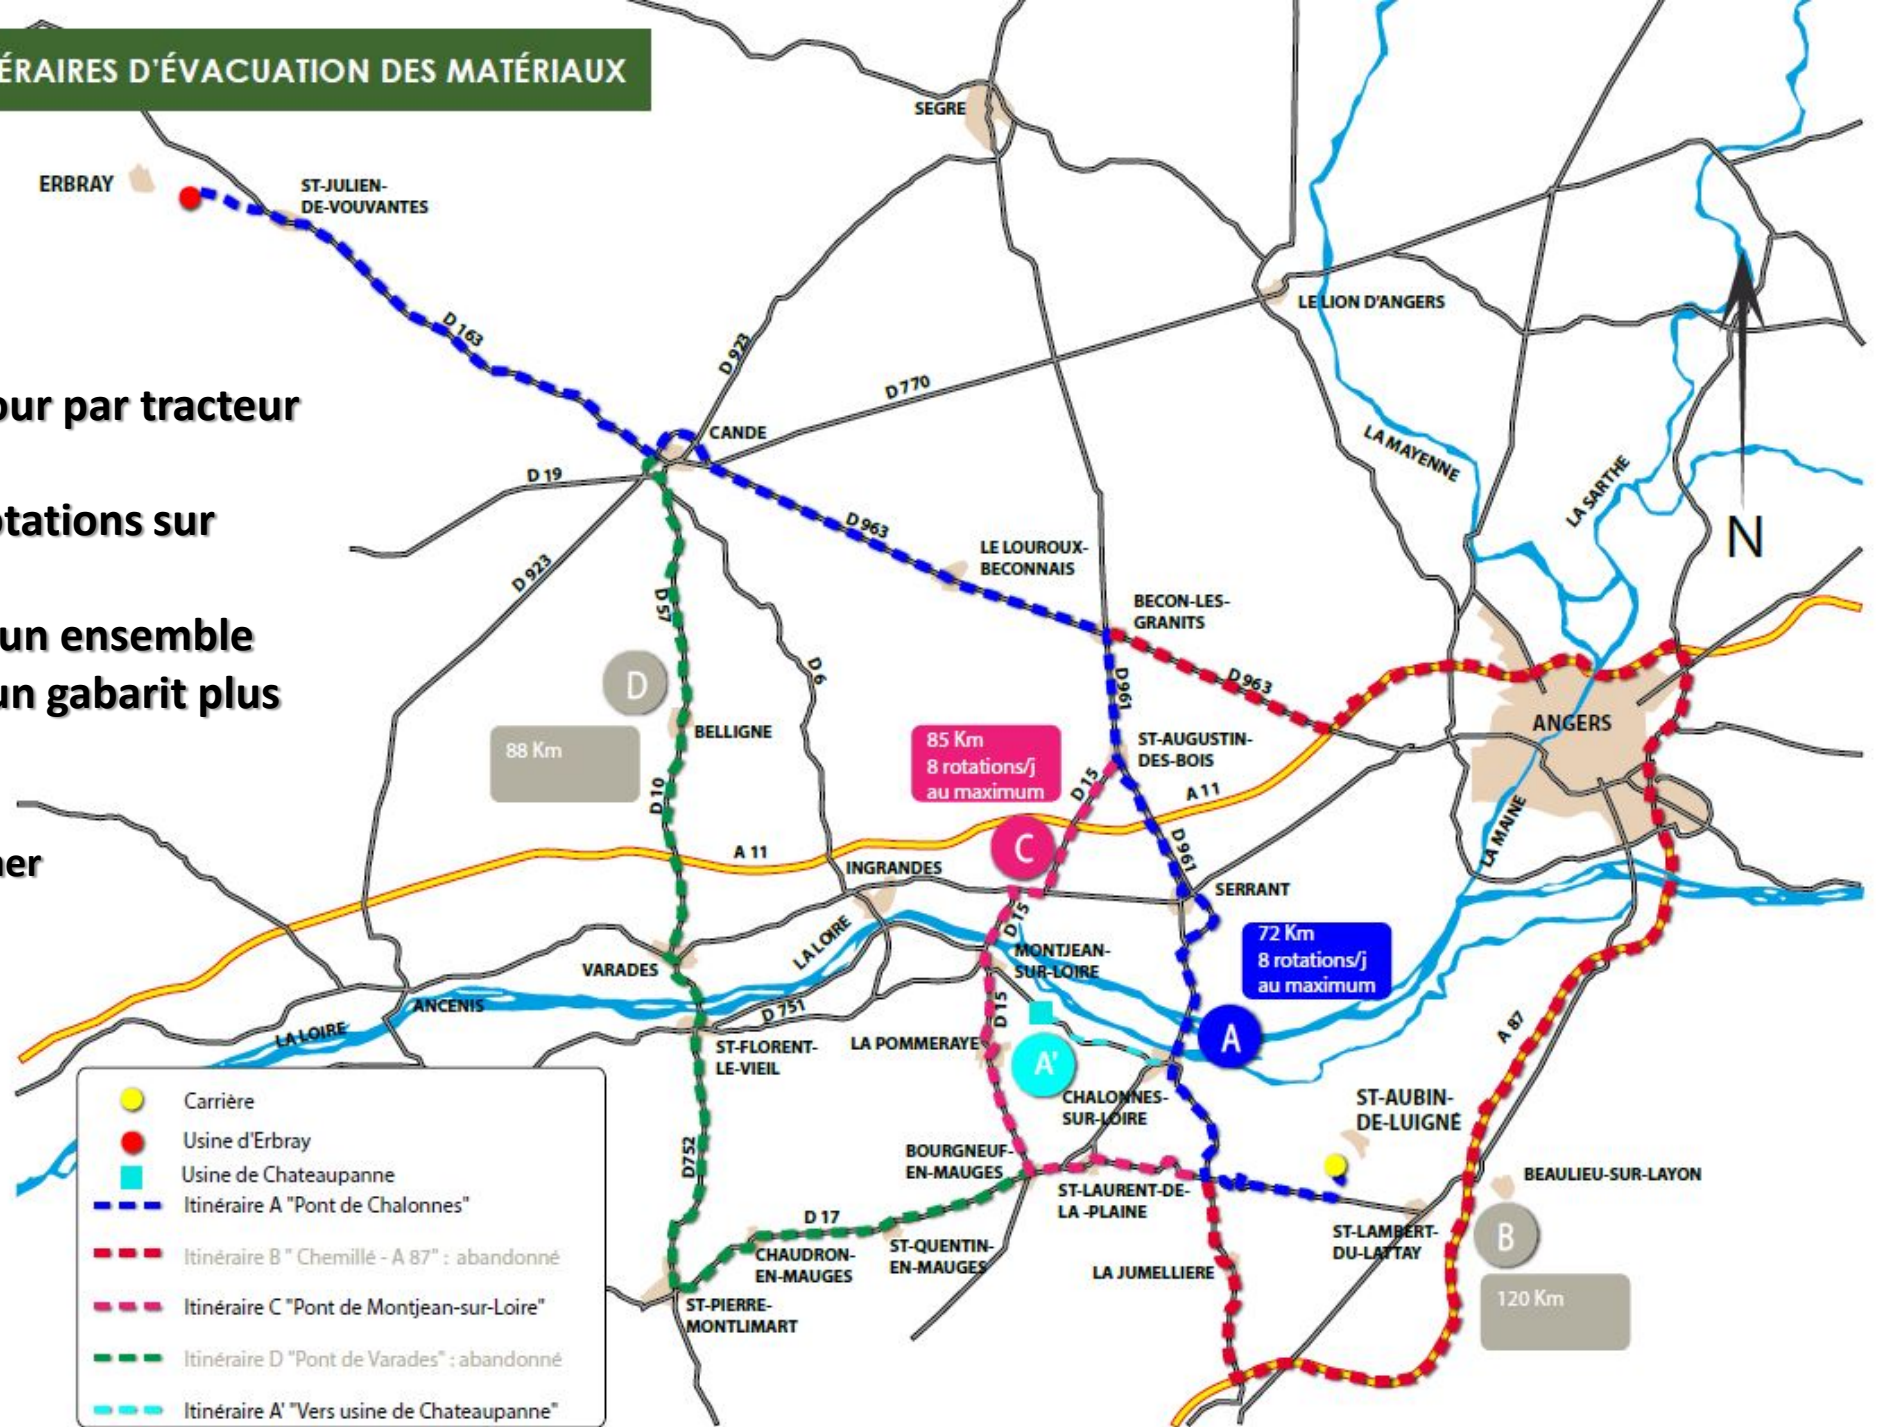 ÉRAIRES D'ÉVACUATION DES MATÉRIAUX
SEGRE
ERBRAY
ST-JULIEN-
DE-VOUVANTES
LE LION D'ANGERS
D 163
D 923
D 770
our par tracteur
CANDE
LA MAYENNE
D 19
LA SARTHE
otations sur
D 963
N
LE LOUROUX-
BECONNAIS
D 923
D 57
BECON-LES-
GRANITS
un ensemble
un gabarit plus
D 6
D 961
D 963
D
BELLIGNE
ANGERS
88 Km
85 Km
8 rotations/j
au maximum
ST-AUGUSTIN-
DES-BOIS
D 15
D 10
A 11
A 11
C
D 961
LA MAINE
ner
INGRANDES
SERRANT
D 15
LA LOIRE
72 Km
8 rotations/j
au maximum
MONTJEAN-
SUR-LOIRE
VARADES
ANCENIS
D 751
D 15
A
A 87
LA LOIRE
ST-FLORENT-
LE-VIEIL
LA POMMERAYE
A'
CHALONNES-
SUR-LOIRE
ST-AUBIN-
DE-LUIGNÉ
D752
BOURGNEUF-
EN-MAUGES
BEAULIEU-SUR-LAYON
ST-LAURENT-DE-
LA -PLAINE
D 17
ST-LAMBERT-
DU-LATTAY
B
ST-QUENTIN-
EN-MAUGES
CHAUDRON-
EN-MAUGES
LA JUMELLIERE
120 Km
ST-PIERRE-
MONTLIMART
Carrière
Usine d'Erbray
Usine de Chateaupanne
Itinéraire A "Pont de Chalonnes"
Itinéraire B " Chemillé - A 87" : abandonné
Itinéraire C "Pont de Montjean-sur-Loire"
Itinéraire D "Pont de Varades" : abandonné
Itinéraire A' "Vers usine de Chateaupanne"